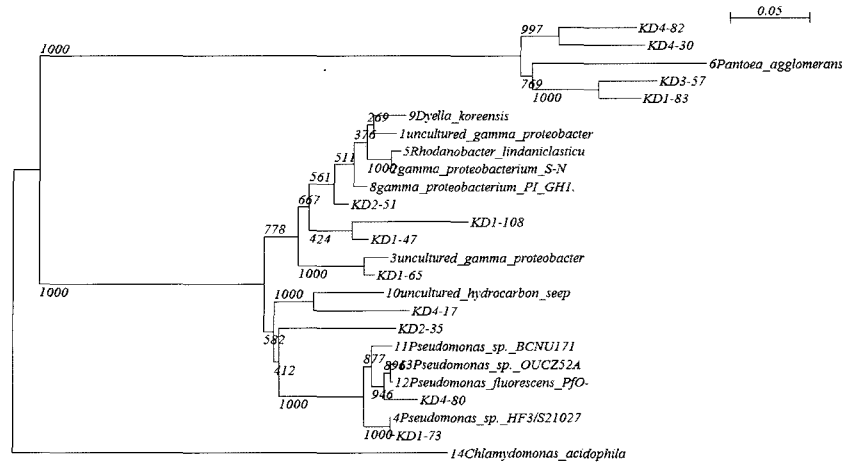 0.05
997
KD4-82
KD4-30
1000
6Pantoea_agglomerans
769
KD3-57
1000
KD1-83
269
9Dyella_koreensis
376
1uncultured_gamma_proteobacter
511
5Rhodanobacter_lindaniclasticu
1000
gamma_proteobacterium_S-N
561
8gamma_proteobacterium_PI_GH1.
667
KD2-51
KD1-108
778
424
KD1-47
3uncultured_gamma_proteobacter
1000
KD1-65
1000
1000
10uncultured_hydrocarbon_seep
KD4-17
582
KD2-35
412
11Pseudomonas_sp._BCNU171
877
896
13Pseudomonas_sp._OUCZ52A
12Pseudomonas_fluorescens_PfO-
946
KD4-80
1000
4Pseudomonas_sp._HF3/S21027
1000
KD1-73
14Chlamydomonas_acidophila